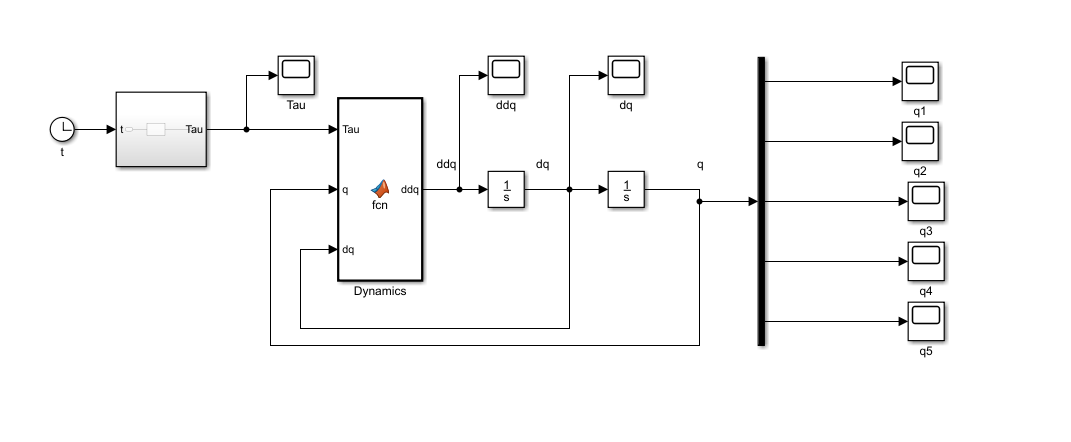 t
t
Tau
Tau
Tau
q
dq
fcn
ddq
Dynamics
ddq
ddq
1
s
dq
dq
1
s
q
q1
q2
q3
q4
q5